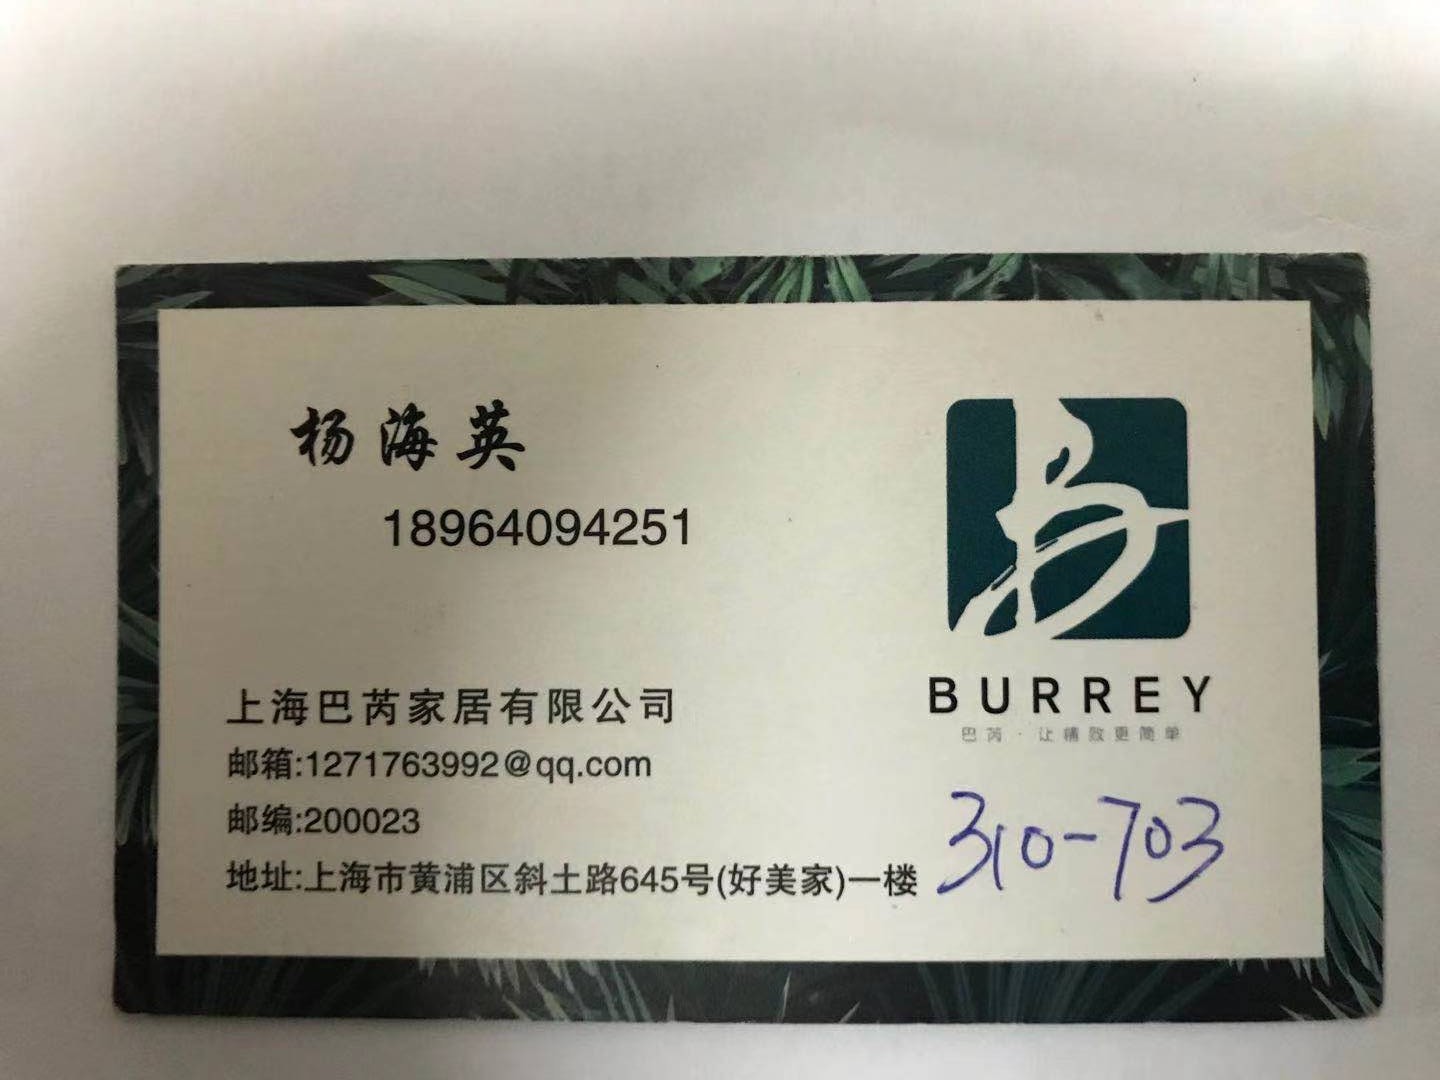 杨海英
18964094251
上海巴芮家居有限公司
邮箱:1271763992@qq.com
邮编:200023
地址:上海市黄浦区斜土路645号(好美家)一楼
BURREY
巴芮·让精致更简单
310-703